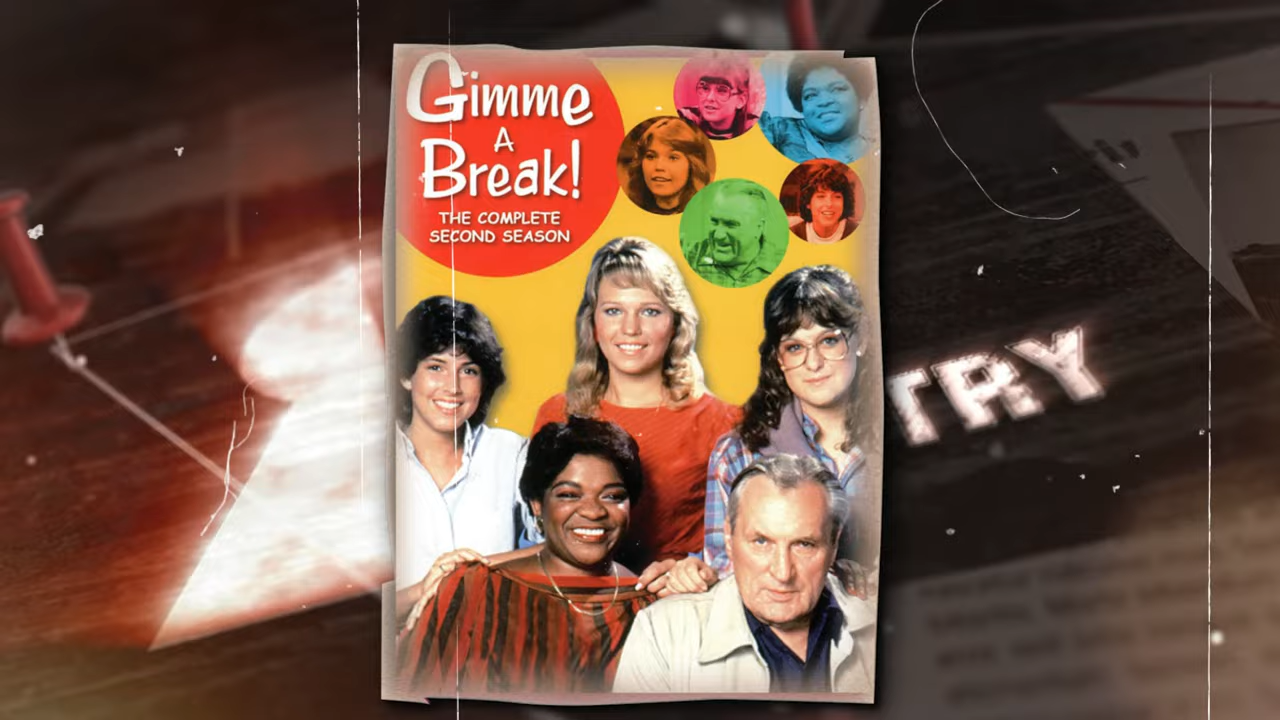 Gimme
A
Break!
THE COMPLETE
SECOND SEASON
TRY